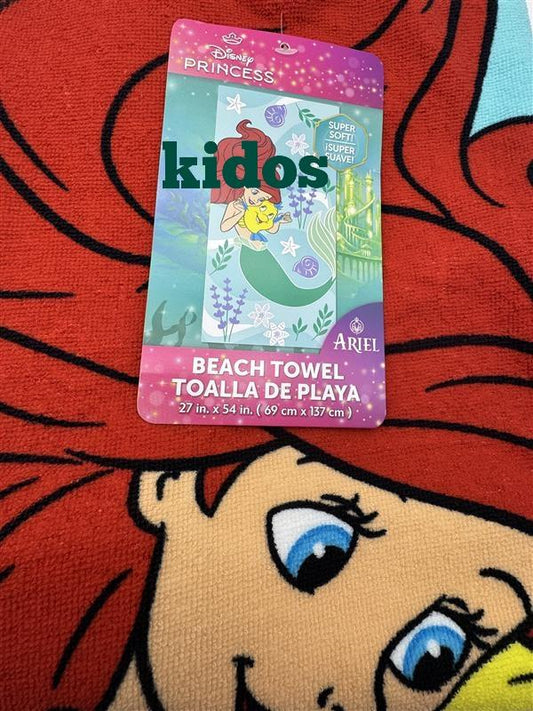 Disney
PRINCESS
SUPER
SOFT!
¡SUPER
SUAVE!
kidos
ARIEL
BEACH TOWEL
TOALLA DE PLAYA
27 in. x 54 in. ( 69 cm x 137 cm )